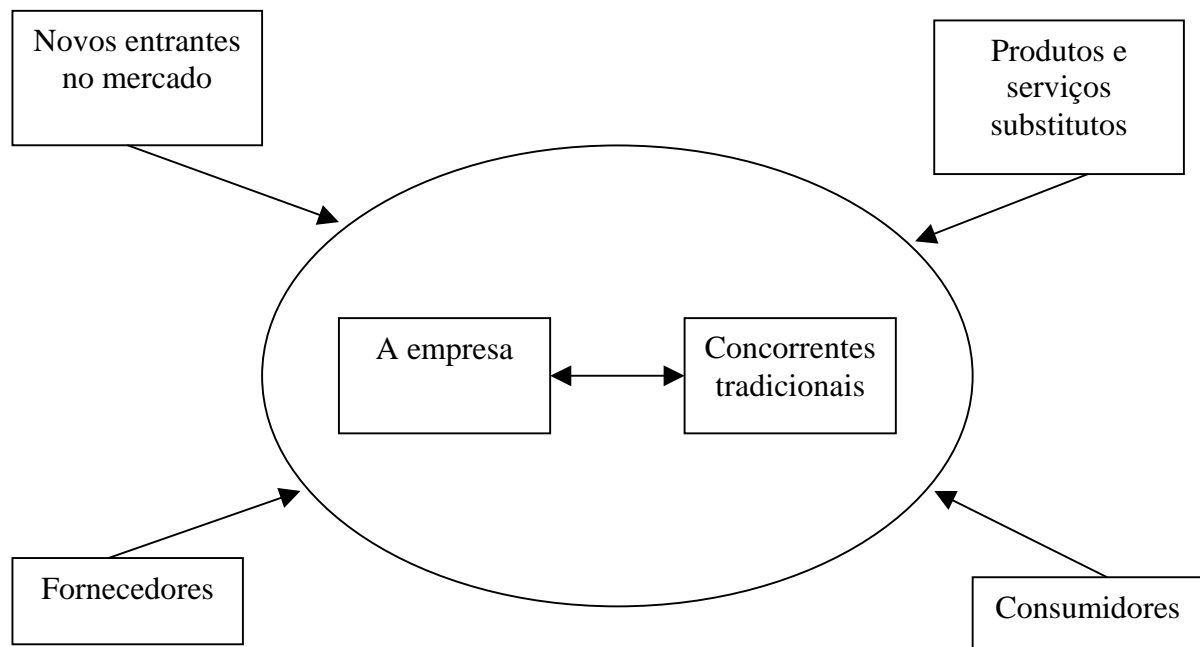 Novos entrantes
no mercado
Produtos e
serviços
substitutos
A empresa
Concorrentes
tradicionais
Fornecedores
Consumidores